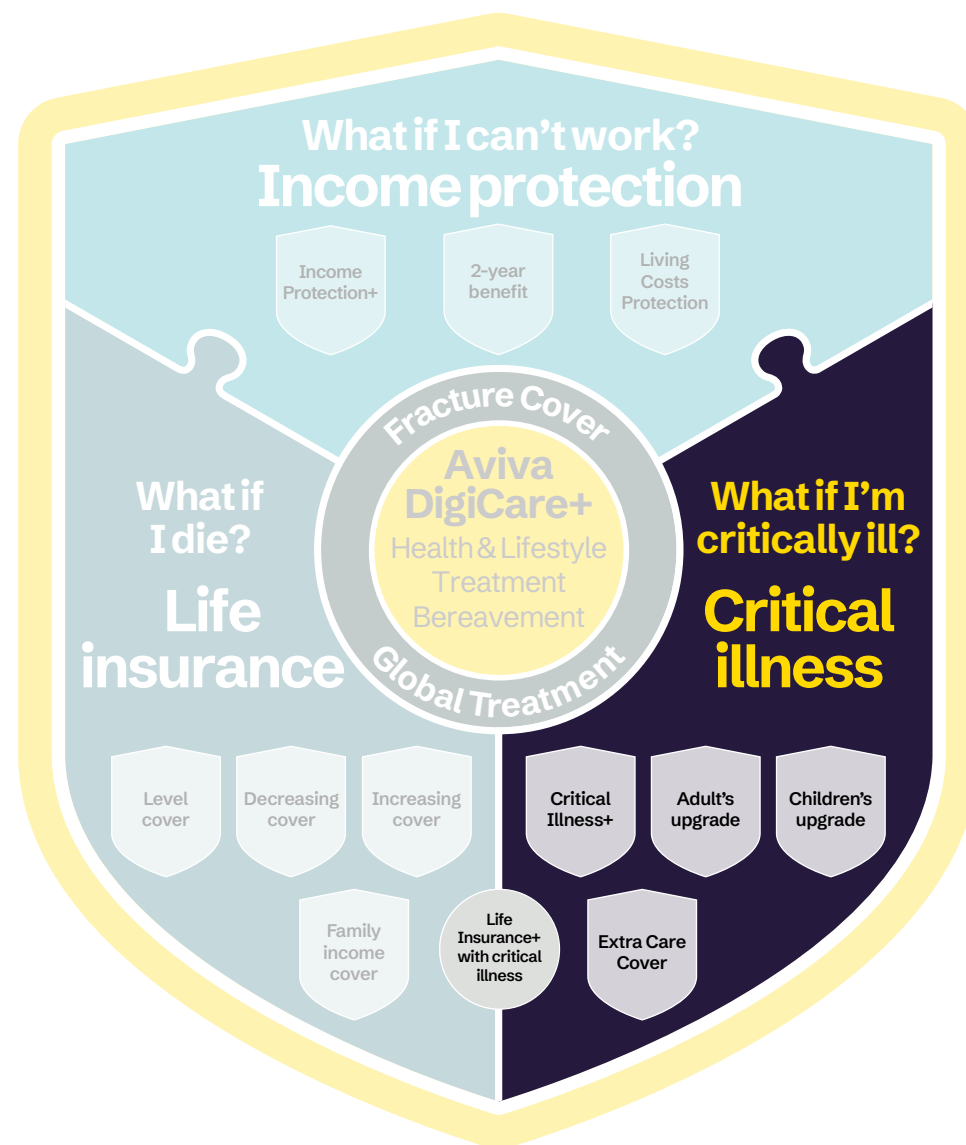 What if I can’t work?
Income protection
Income
Protection+
2-year
benefit
Living
Costs
Protection
Fracture Cover
Aviva
DigiCare+
Health & Lifestyle
Treatment
Bereavement
Global Treatment
What if
I die?
Life
insurance
What if I’m
critically ill?
Critical
illness
Level
cover
Decreasing
cover
Increasing
cover
Critical
Illness+
Adult’s
upgrade
Children’s
upgrade
Family
income
cover
Life
Insurance+
with critical
illness
Extra Care
Cover